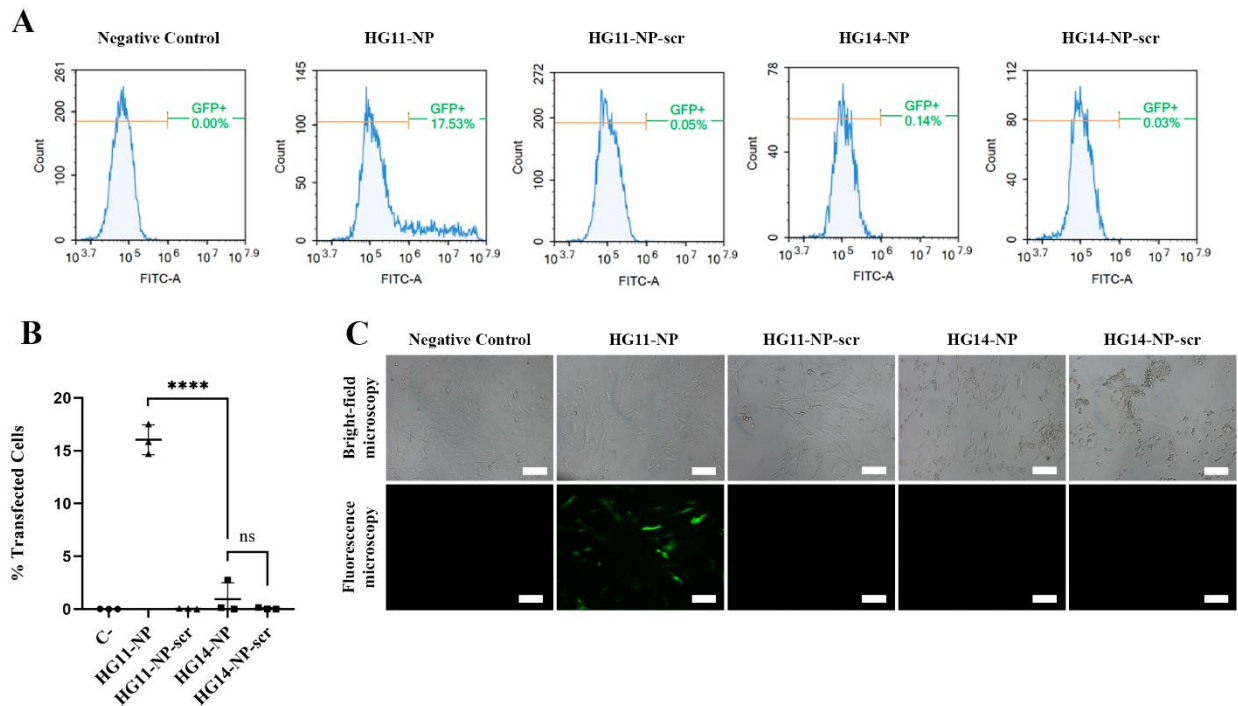 A
Negative Control
HG11-NP
HG11-NP-scr
HG14-NP
HG14-NP-scr
261
200
100
0
Count
GFP+
0.00%
10^3.7 10^5 10^6 10^7 10^7.9
FITC-A
145
100
50
0
Count
GFP+
17.53%
10^3.7 10^5 10^6 10^7 10^7.9
FITC-A
272
200
100
0
Count
GFP+
0.05%
10^3.7 10^5 10^6 10^7 10^7.9
FITC-A
78
40
0
Count
GFP+
0.14%
10^3.7 10^5 10^6 10^7 10^7.9
FITC-A
112
80
40
0
Count
GFP+
0.03%
10^3.7 10^5 10^6 10^7 10^7.9
FITC-A
B
% Transfected Cells
20
15
10
5
0
****
ns
C-
HG11-NP
HG11-NP-scr
HG14-NP
HG14-NP-scr
C
Negative Control
HG11-NP
HG11-NP-scr
HG14-NP
HG14-NP-scr
Bright-field
microscopy
Fluorescence
microscopy